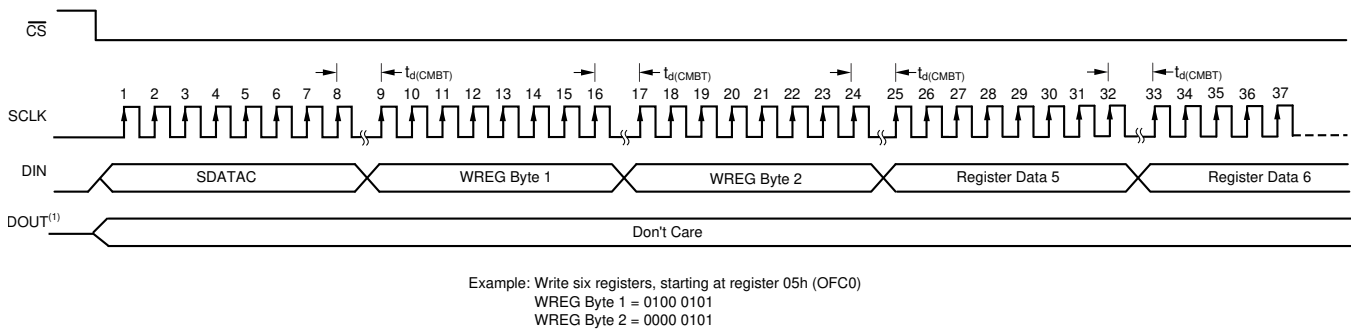 CS
t_d(CMBT) t_d(CMBT) t_d(CMBT) t_d(CMBT)
1 2 3 4 5 6 7 8 9 10 11 12 13 14 15 16 17 18 19 20 21 22 23 24 25 26 27 28 29 30 31 32 33 34 35 36 37
SCLK
DIN SDATAC WREG Byte 1 WREG Byte 2 Register Data 5 Register Data 6
DOUT(1) Don't Care
Example: Write six registers, starting at register 05h (OFC0)
WREG Byte 1 = 0100 0101
WREG Byte 2 = 0000 0101